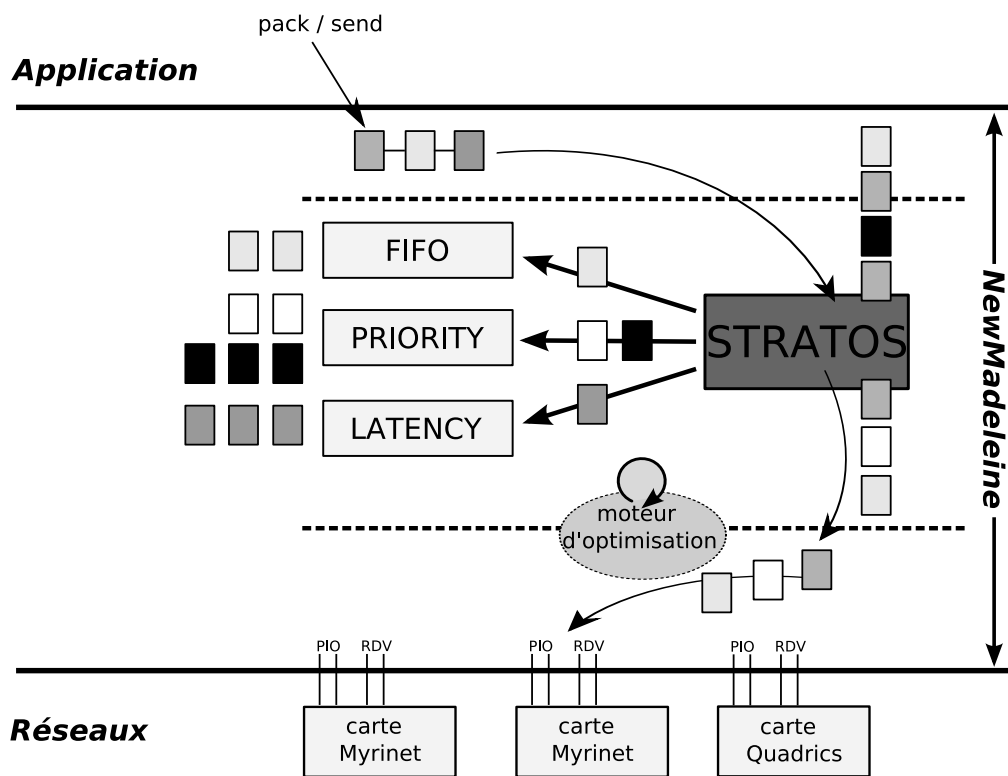 pack / send
Application
FIFO
PRIORITY
LATENCY
STRATOS
NewMadeleine
moteur
d'optimisation
PIO RDV
PIO RDV
PIO RDV
Réseaux
carte
Myrinet
carte
Myrinet
carte
Quadrics